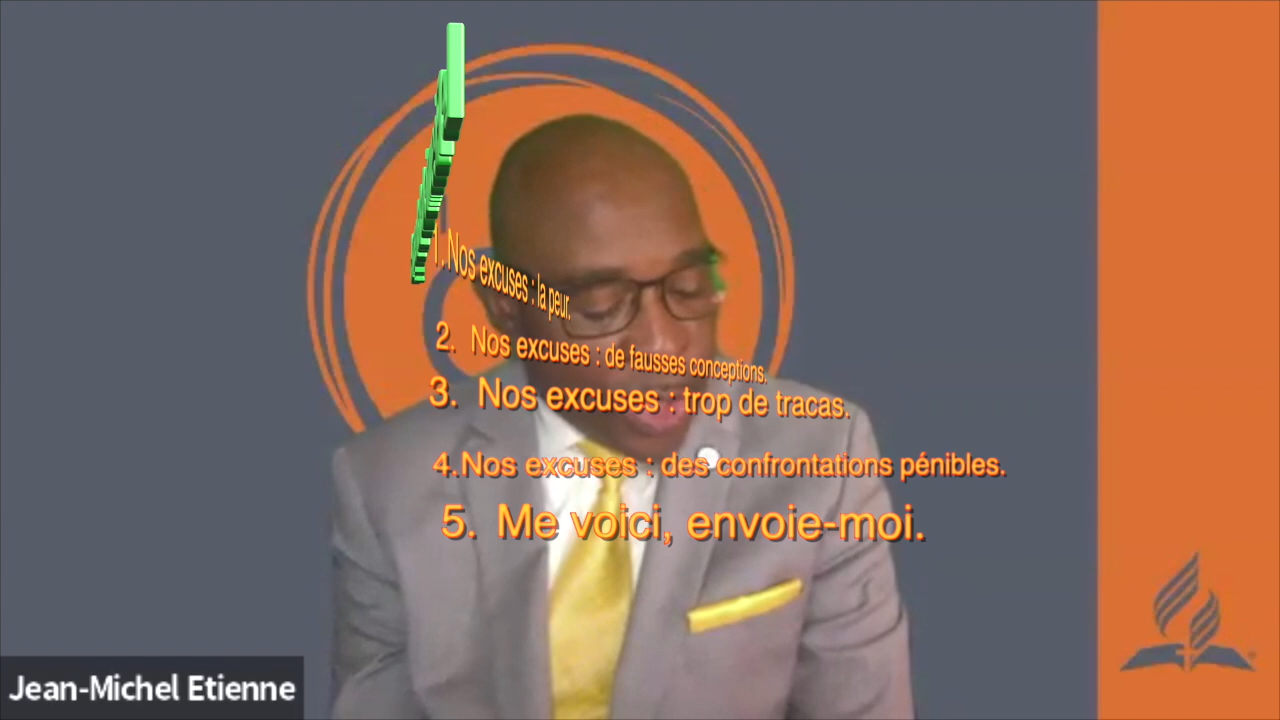 1. Nos excuses : la peur.
2. Nos excuses : de fausses conceptions.
3. Nos excuses : trop de tracas.
4. Nos excuses : des confrontations pénibles.
5. Me voici, envoie-moi.
Jean-Michel Etienne